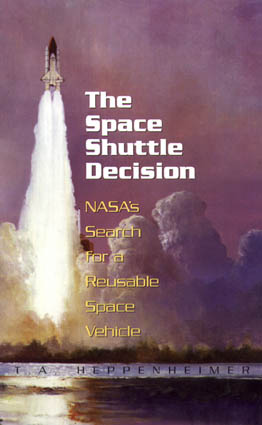 The
Space
Shuttle
Decision
NASA's
Search
for a
Reusable
Space
Vehicle
T. A. HEPPENHEIMER